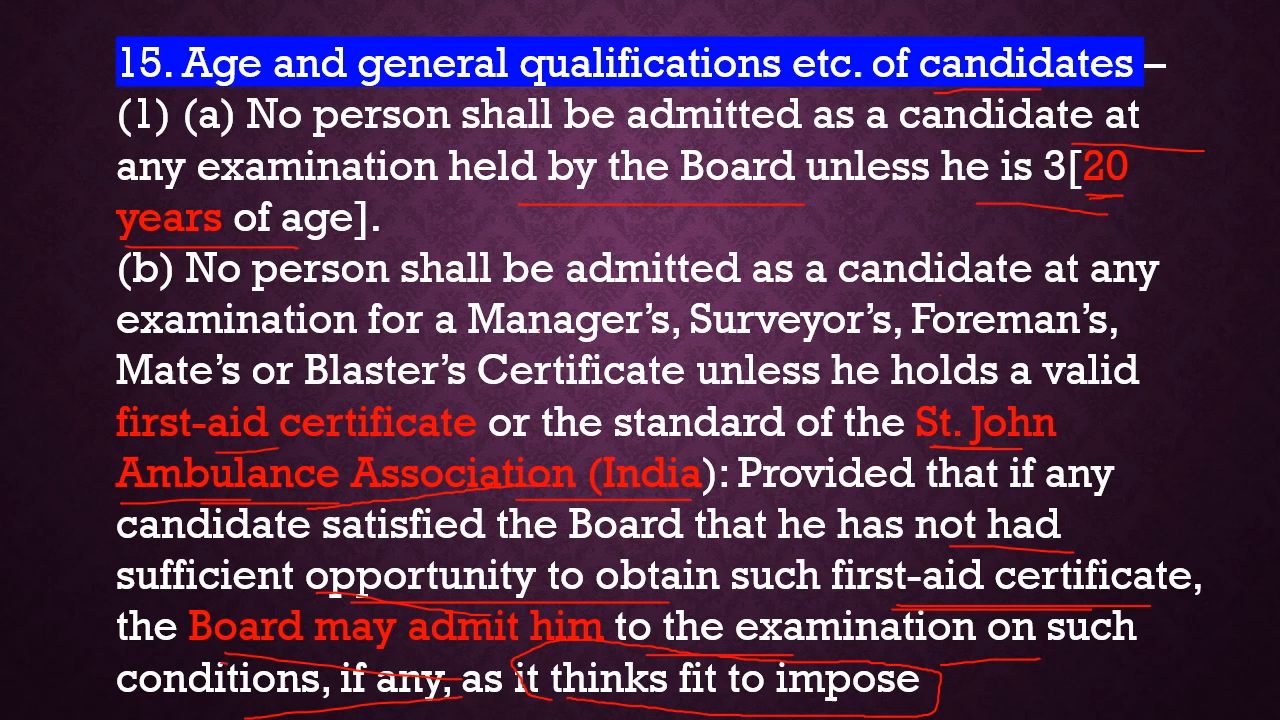 15. Age and general qualifications etc. of candidates –
(1) (a) No person shall be admitted as a candidate at
any examination held by the Board unless he is 3[20
years of age].
(b) No person shall be admitted as a candidate at any
examination for a Manager’s, Surveyor’s, Foreman’s,
Mate’s or Blaster’s Certificate unless he holds a valid
first-aid certificate or the standard of the St. John
Ambulance Association (India): Provided that if any
candidate satisfied the Board that he has not had
sufficient opportunity to obtain such first-aid certificate,
the Board may admit him to the examination on such
conditions, if any, as it thinks fit to impose